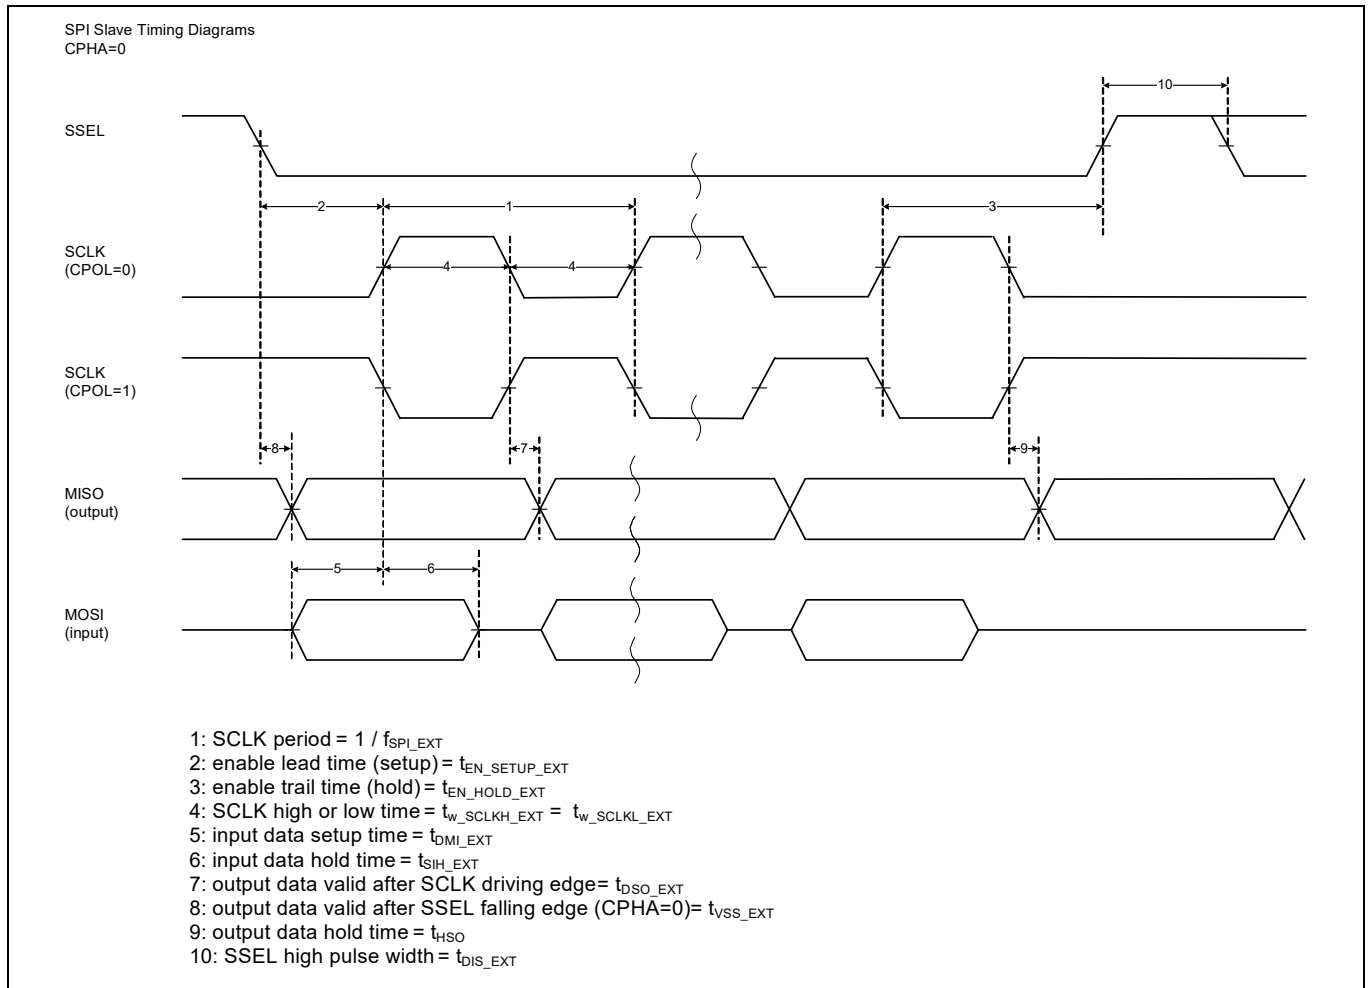 SPI Slave Timing Diagrams
CPHA=0
10
SSEL
2
1
3
SCLK
(CPOL=0)
4
4
SCLK
(CPOL=1)
8
7
9
MISO
(output)
5
6
MOSI
(input)
1: SCLK period = 1 / fSPI_EXT
2: enable lead time (setup) = tEN_SETUP_EXT
3: enable trail time (hold) = tEN_HOLD_EXT
4: SCLK high or low time = tw_SCLKH_EXT = tw_SCLKL_EXT
5: input data setup time = tDMI_EXT
6: input data hold time = tSIH_EXT
7: output data valid after SCLK driving edge= tDSO_EXT
8: output data valid after SSEL falling edge (CPHA=0)= tVSS_EXT
9: output data hold time = tHSO
10: SSEL high pulse width = tDIS_EXT